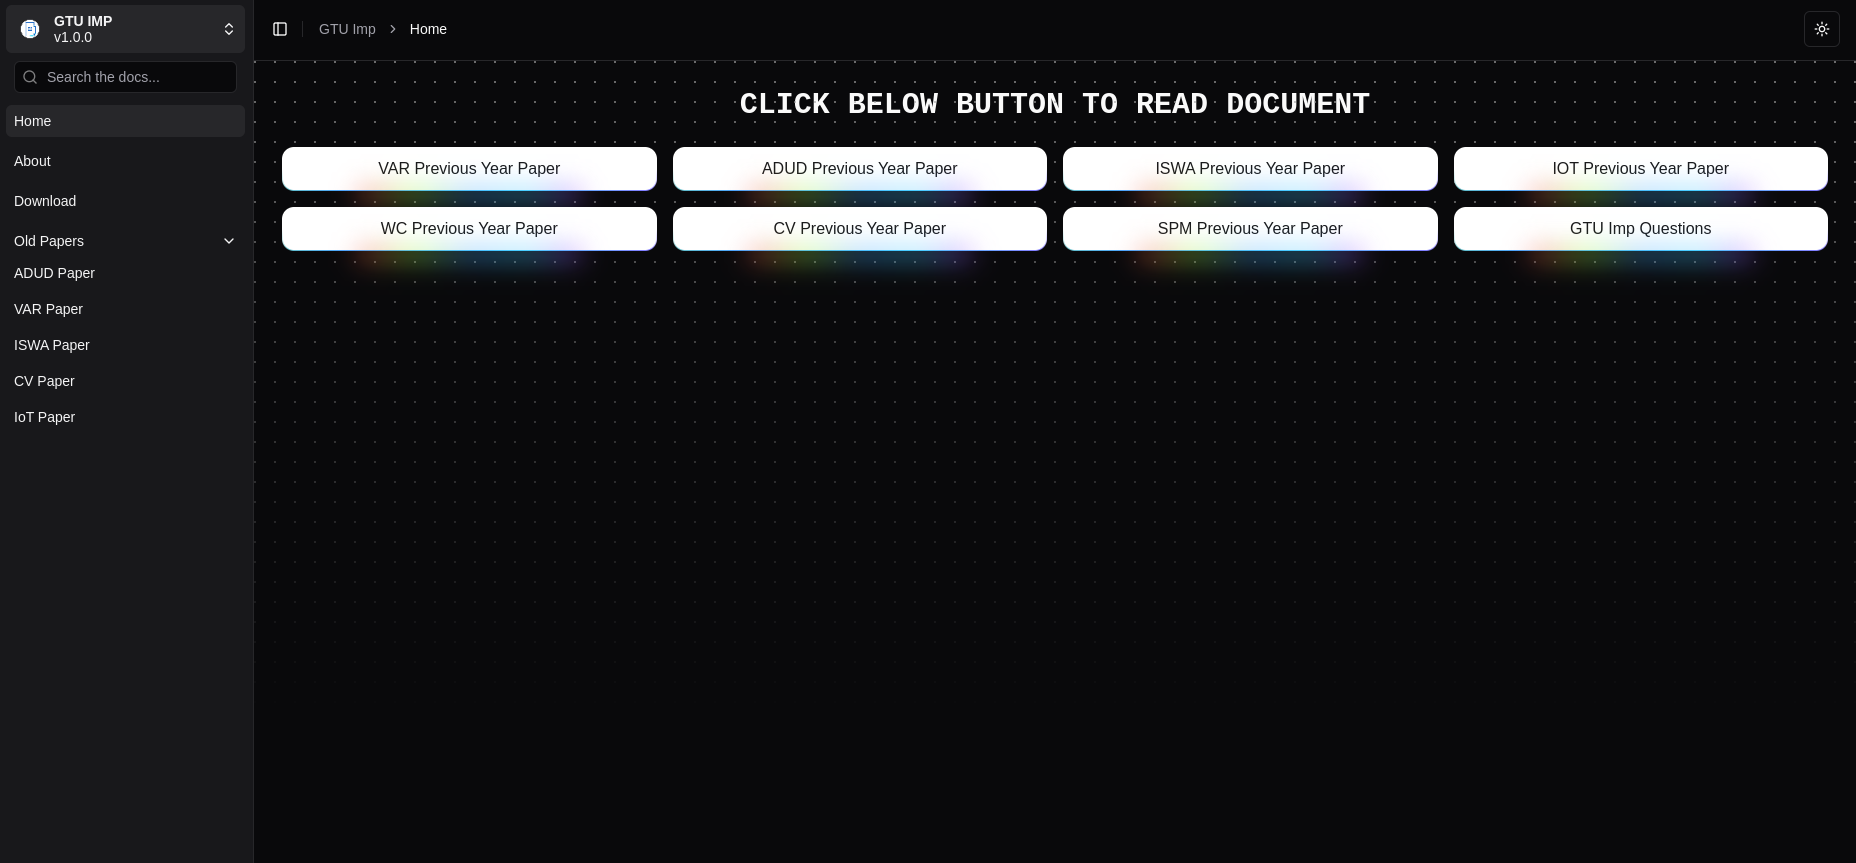 GTU IMP
v1.0.0
Search the docs...
Home
About
Download
Old Papers
ADUD Paper
VAR Paper
ISWA Paper
CV Paper
IoT Paper
GTU Imp > Home
CLICK BELOW BUTTON TO READ DOCUMENT
VAR Previous Year Paper
ADUD Previous Year Paper
ISWA Previous Year Paper
IOT Previous Year Paper
WC Previous Year Paper
CV Previous Year Paper
SPM Previous Year Paper
GTU Imp Questions